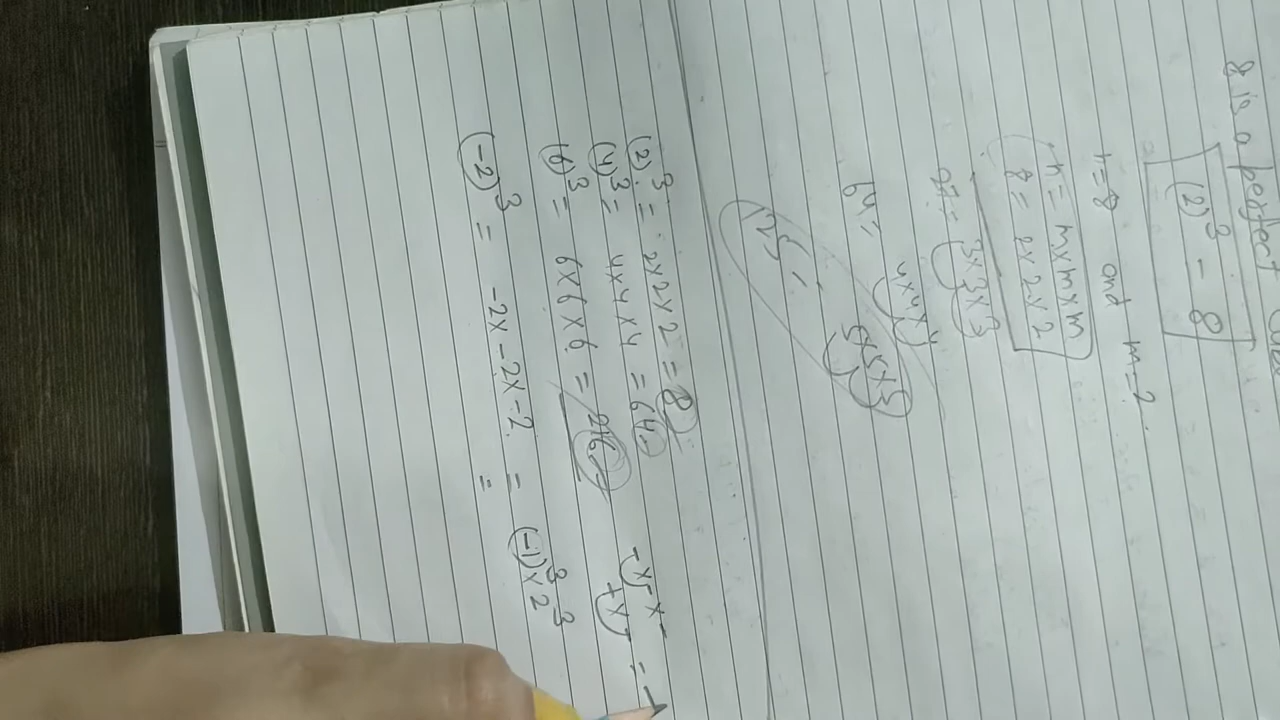 8 is a perfect cube
(2)³ = 8
n=8 and m=2
n= m×m×m
8= 2×2×2
27= 3×3×3
64= 4×4×4
125= 5×5×5
(2)³= 2×2×2 = 8
(4)³= 4×4×4 = 64
(6)³= 6×6×6 = 216
-×-×- = -
+×-
(-2)³ = -2×-2×-2 = (-1)³×2³
=